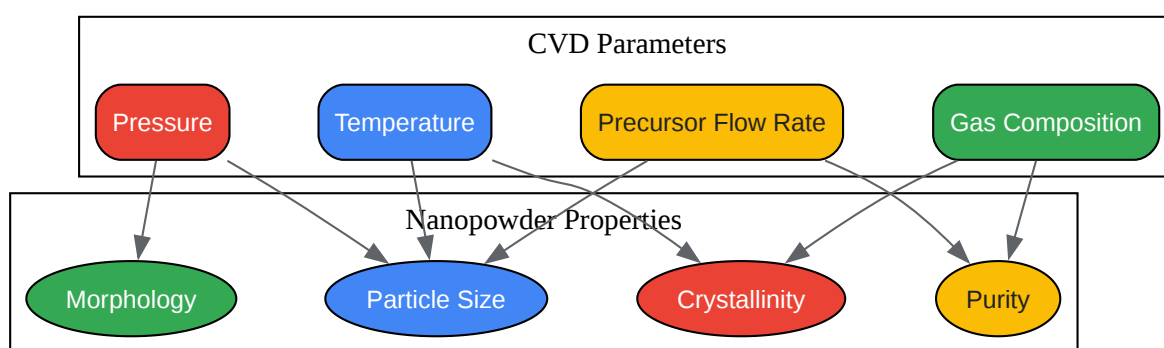 CVD Parameters
Pressure
Temperature
Precursor Flow Rate
Gas Composition
Nanopowder Properties
Morphology
Particle Size
Crystallinity
Purity